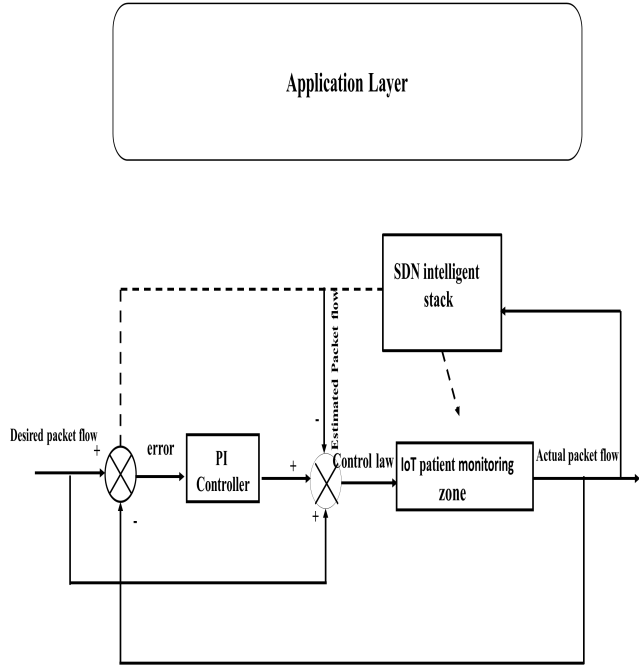 Application Layer
SDN intelligent
stack
Estimated Packet flow
-
Desired packet flow
+
error
PI
Controller
+
+
Control law
IoT patient monitoring
zone
Actual packet flow
-